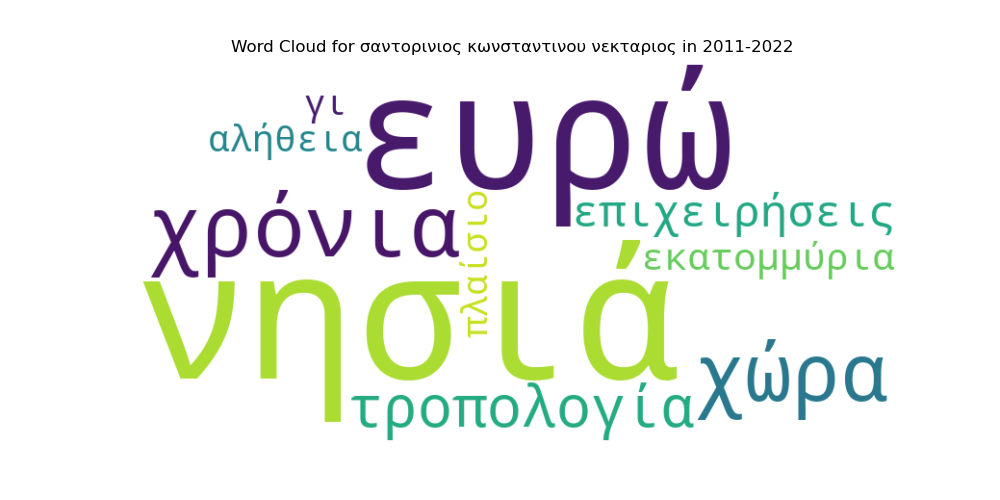 Word Cloud for σαντορινιος κωνσταντινου νεκταριος in 2011-2022
γι
ευρώ
αλήθεια
χρόνια
πλαίσιο
επιχειρήσεις
εκατομμύρια
νησιά
χώρα
τροπολογία